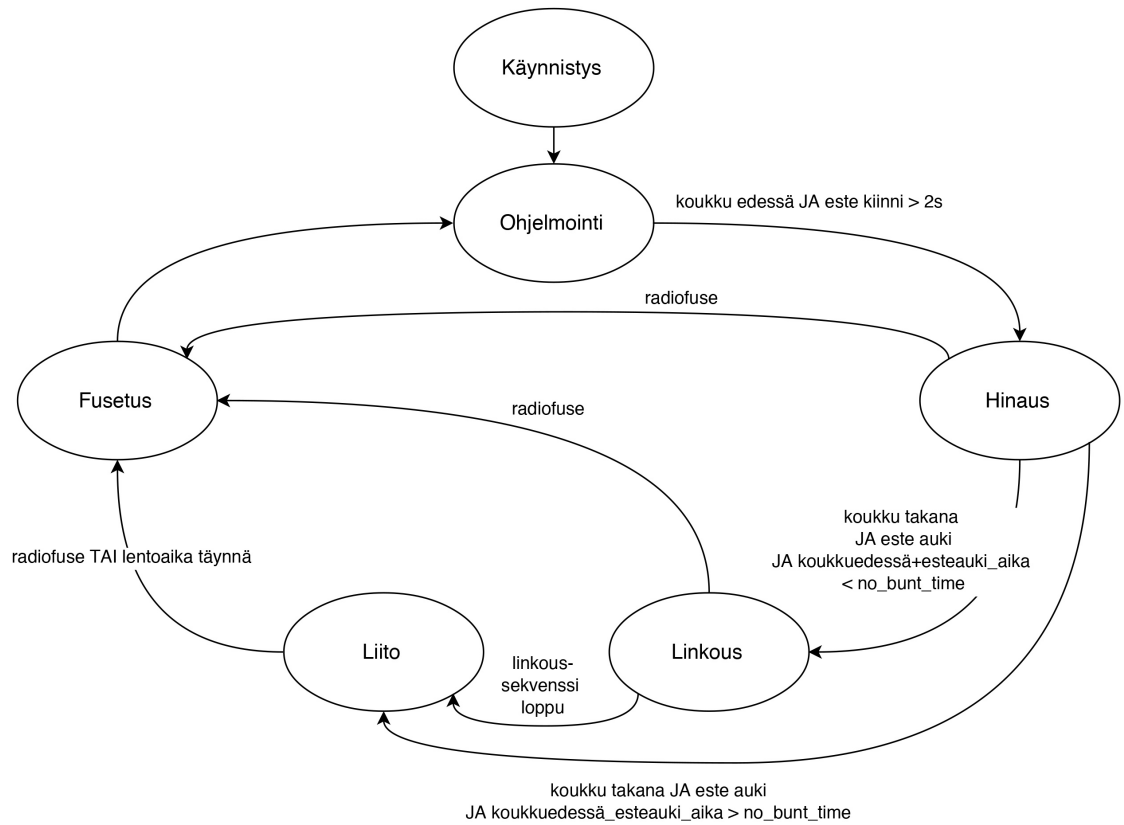 Käynnistys
Ohjelmointi
koukku edessä JA este kiinni > 2s
radiofuse
Fusetus
radiofuse
Hinaus
koukku takana
JA este auki
JA koukkuedessä+esteauki_aika
< no_bunt_time
radiofuse TAI lentoaika täynnä
Liito
linkous-
sekvenssi
loppu
Linkous
koukku takana JA este auki
JA koukkuedessä_esteauki_aika > no_bunt_time